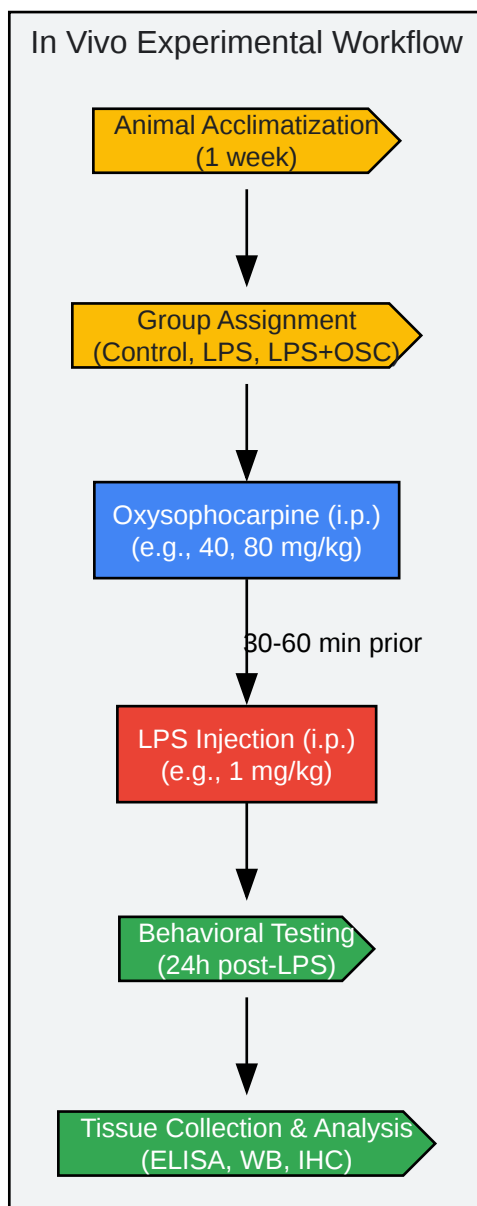 In Vivo Experimental Workflow
Animal Acclimatization
(1 week)
Group Assignment
(Control, LPS, LPS+OSC)
Oxysophocarpine (i.p.)
(e.g., 40, 80 mg/kg)
30-60 min prior
LPS Injection (i.p.)
(e.g., 1 mg/kg)
Behavioral Testing
(24h post-LPS)
Tissue Collection & Analysis
(ELISA, WB, IHC)